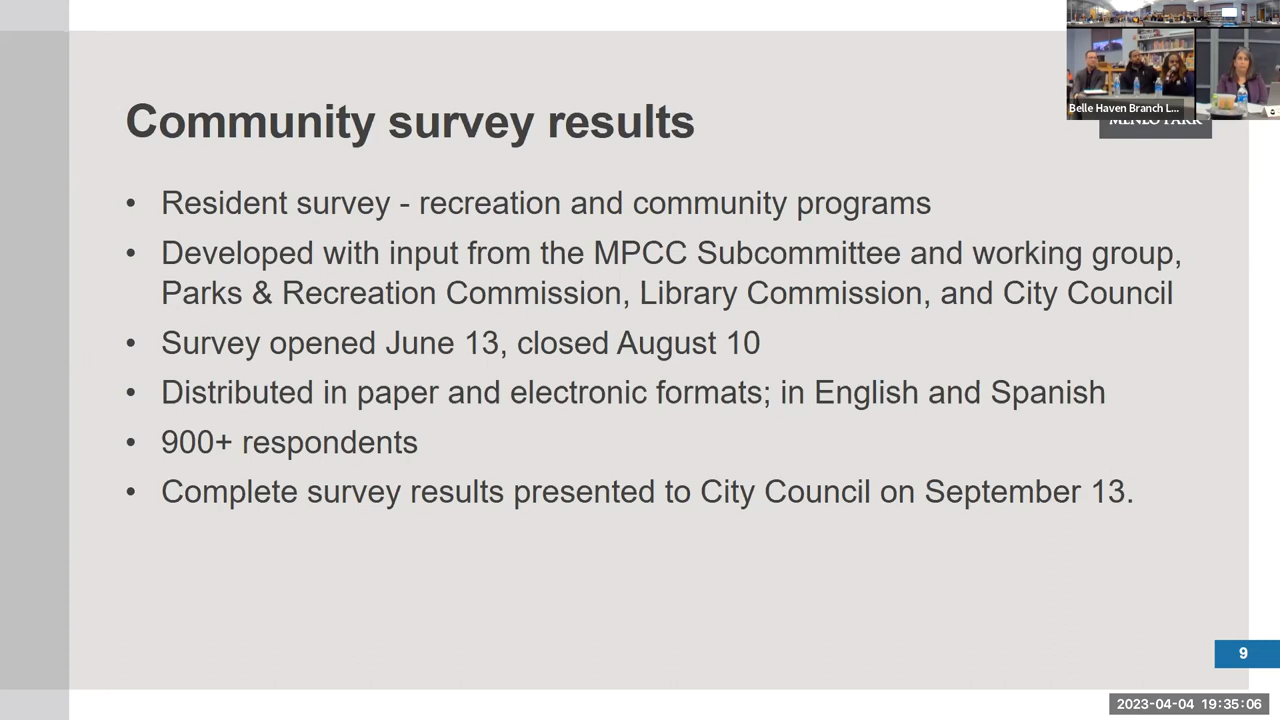 Belle Haven Branch L...
MENLO PARK
Community survey results
• Resident survey - recreation and community programs
• Developed with input from the MPCC Subcommittee and working group,
Parks & Recreation Commission, Library Commission, and City Council
• Survey opened June 13, closed August 10
• Distributed in paper and electronic formats; in English and Spanish
• 900+ respondents
• Complete survey results presented to City Council on September 13.
9
2023-04-04 19:35:06